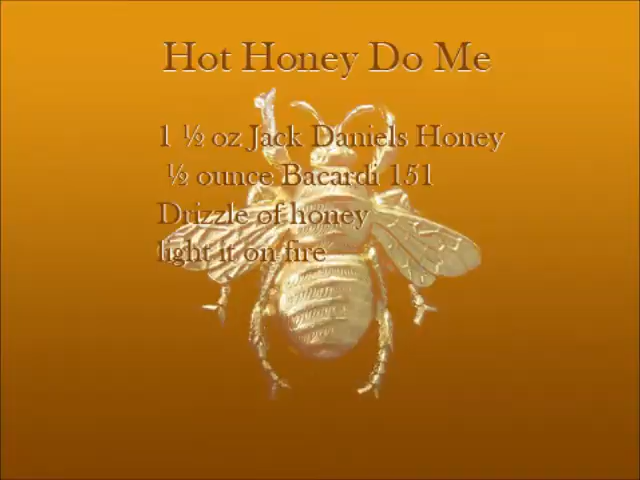 Hot Honey Do Me
1 ½ oz Jack Daniels Honey
½ ounce Bacardi 151
Drizzle of honey
light it on fire